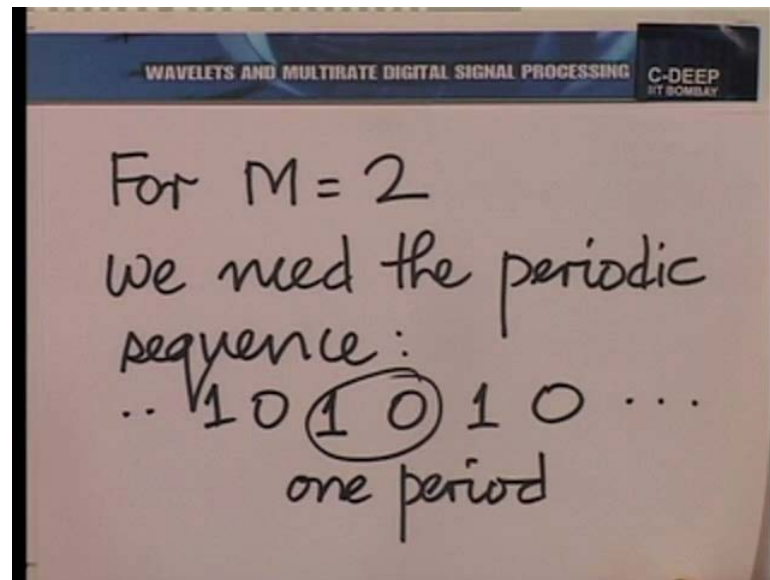 WAVELETS AND MULTIRATE DIGITAL SIGNAL PROCESSING
C-DEEP
IIT BOMBAY
For M = 2
we need the periodic
sequence:
.. 1 0 1 0 1 0 ...
one period